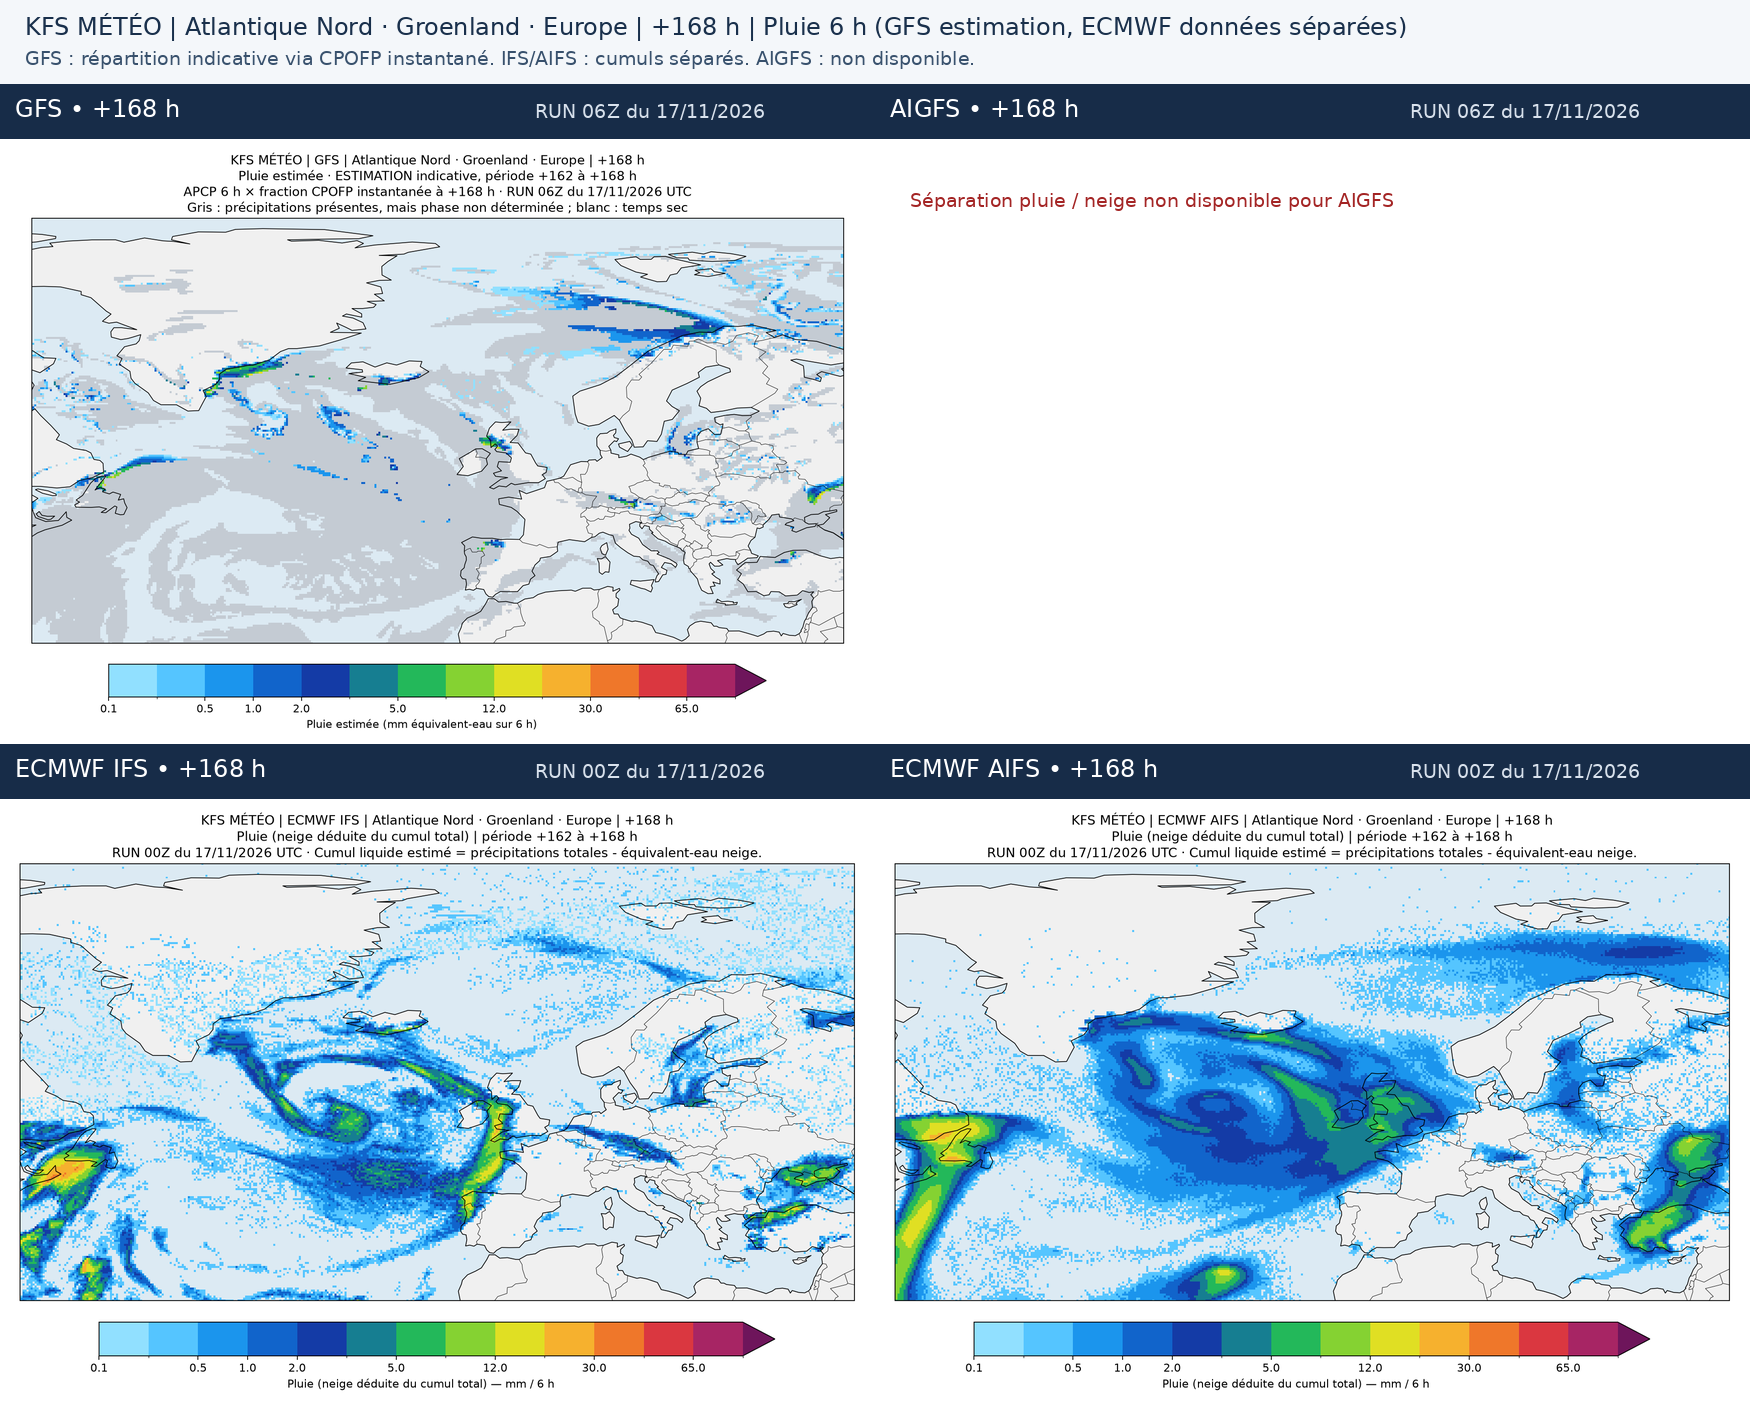 KFS MÉTÉO | Atlantique Nord · Groenland · Europe | +168 h | Pluie 6 h (GFS estimation, ECMWF données séparées)
GFS : répartition indicative via CPOFP instantané. IFS/AIFS : cumuls séparés. AIGFS : non disponible.
GFS • +168 h
RUN 06Z du 17/11/2026
AIGFS • +168 h
RUN 06Z du 17/11/2026
KFS MÉTÉO | GFS | Atlantique Nord · Groenland · Europe | +168 h
Pluie estimée · ESTIMATION indicative, période +162 à +168 h
APCP 6 h × fraction CPOFP instantanée à +168 h · RUN 06Z du 17/11/2026 UTC
Gris : précipitations présentes, mais phase non déterminée ; blanc : temps sec
Séparation pluie / neige non disponible pour AIGFS
0.1 0.5 1.0 2.0 5.0 12.0 30.0 65.0
Pluie estimée (mm équivalent-eau sur 6 h)
ECMWF IFS • +168 h
RUN 00Z du 17/11/2026
ECMWF AIFS • +168 h
RUN 00Z du 17/11/2026
KFS MÉTÉO | ECMWF IFS | Atlantique Nord · Groenland · Europe | +168 h
Pluie (neige déduite du cumul total) | période +162 à +168 h
RUN 00Z du 17/11/2026 UTC · Cumul liquide estimé = précipitations totales - équivalent-eau neige.
KFS MÉTÉO | ECMWF AIFS | Atlantique Nord · Groenland · Europe | +168 h
Pluie (neige déduite du cumul total) | période +162 à +168 h
RUN 00Z du 17/11/2026 UTC · Cumul liquide estimé = précipitations totales - équivalent-eau neige.
0.1 0.5 1.0 2.0 5.0 12.0 30.0 65.0
Pluie (neige déduite du cumul total) — mm / 6 h
0.1 0.5 1.0 2.0 5.0 12.0 30.0 65.0
Pluie (neige déduite du cumul total) — mm / 6 h